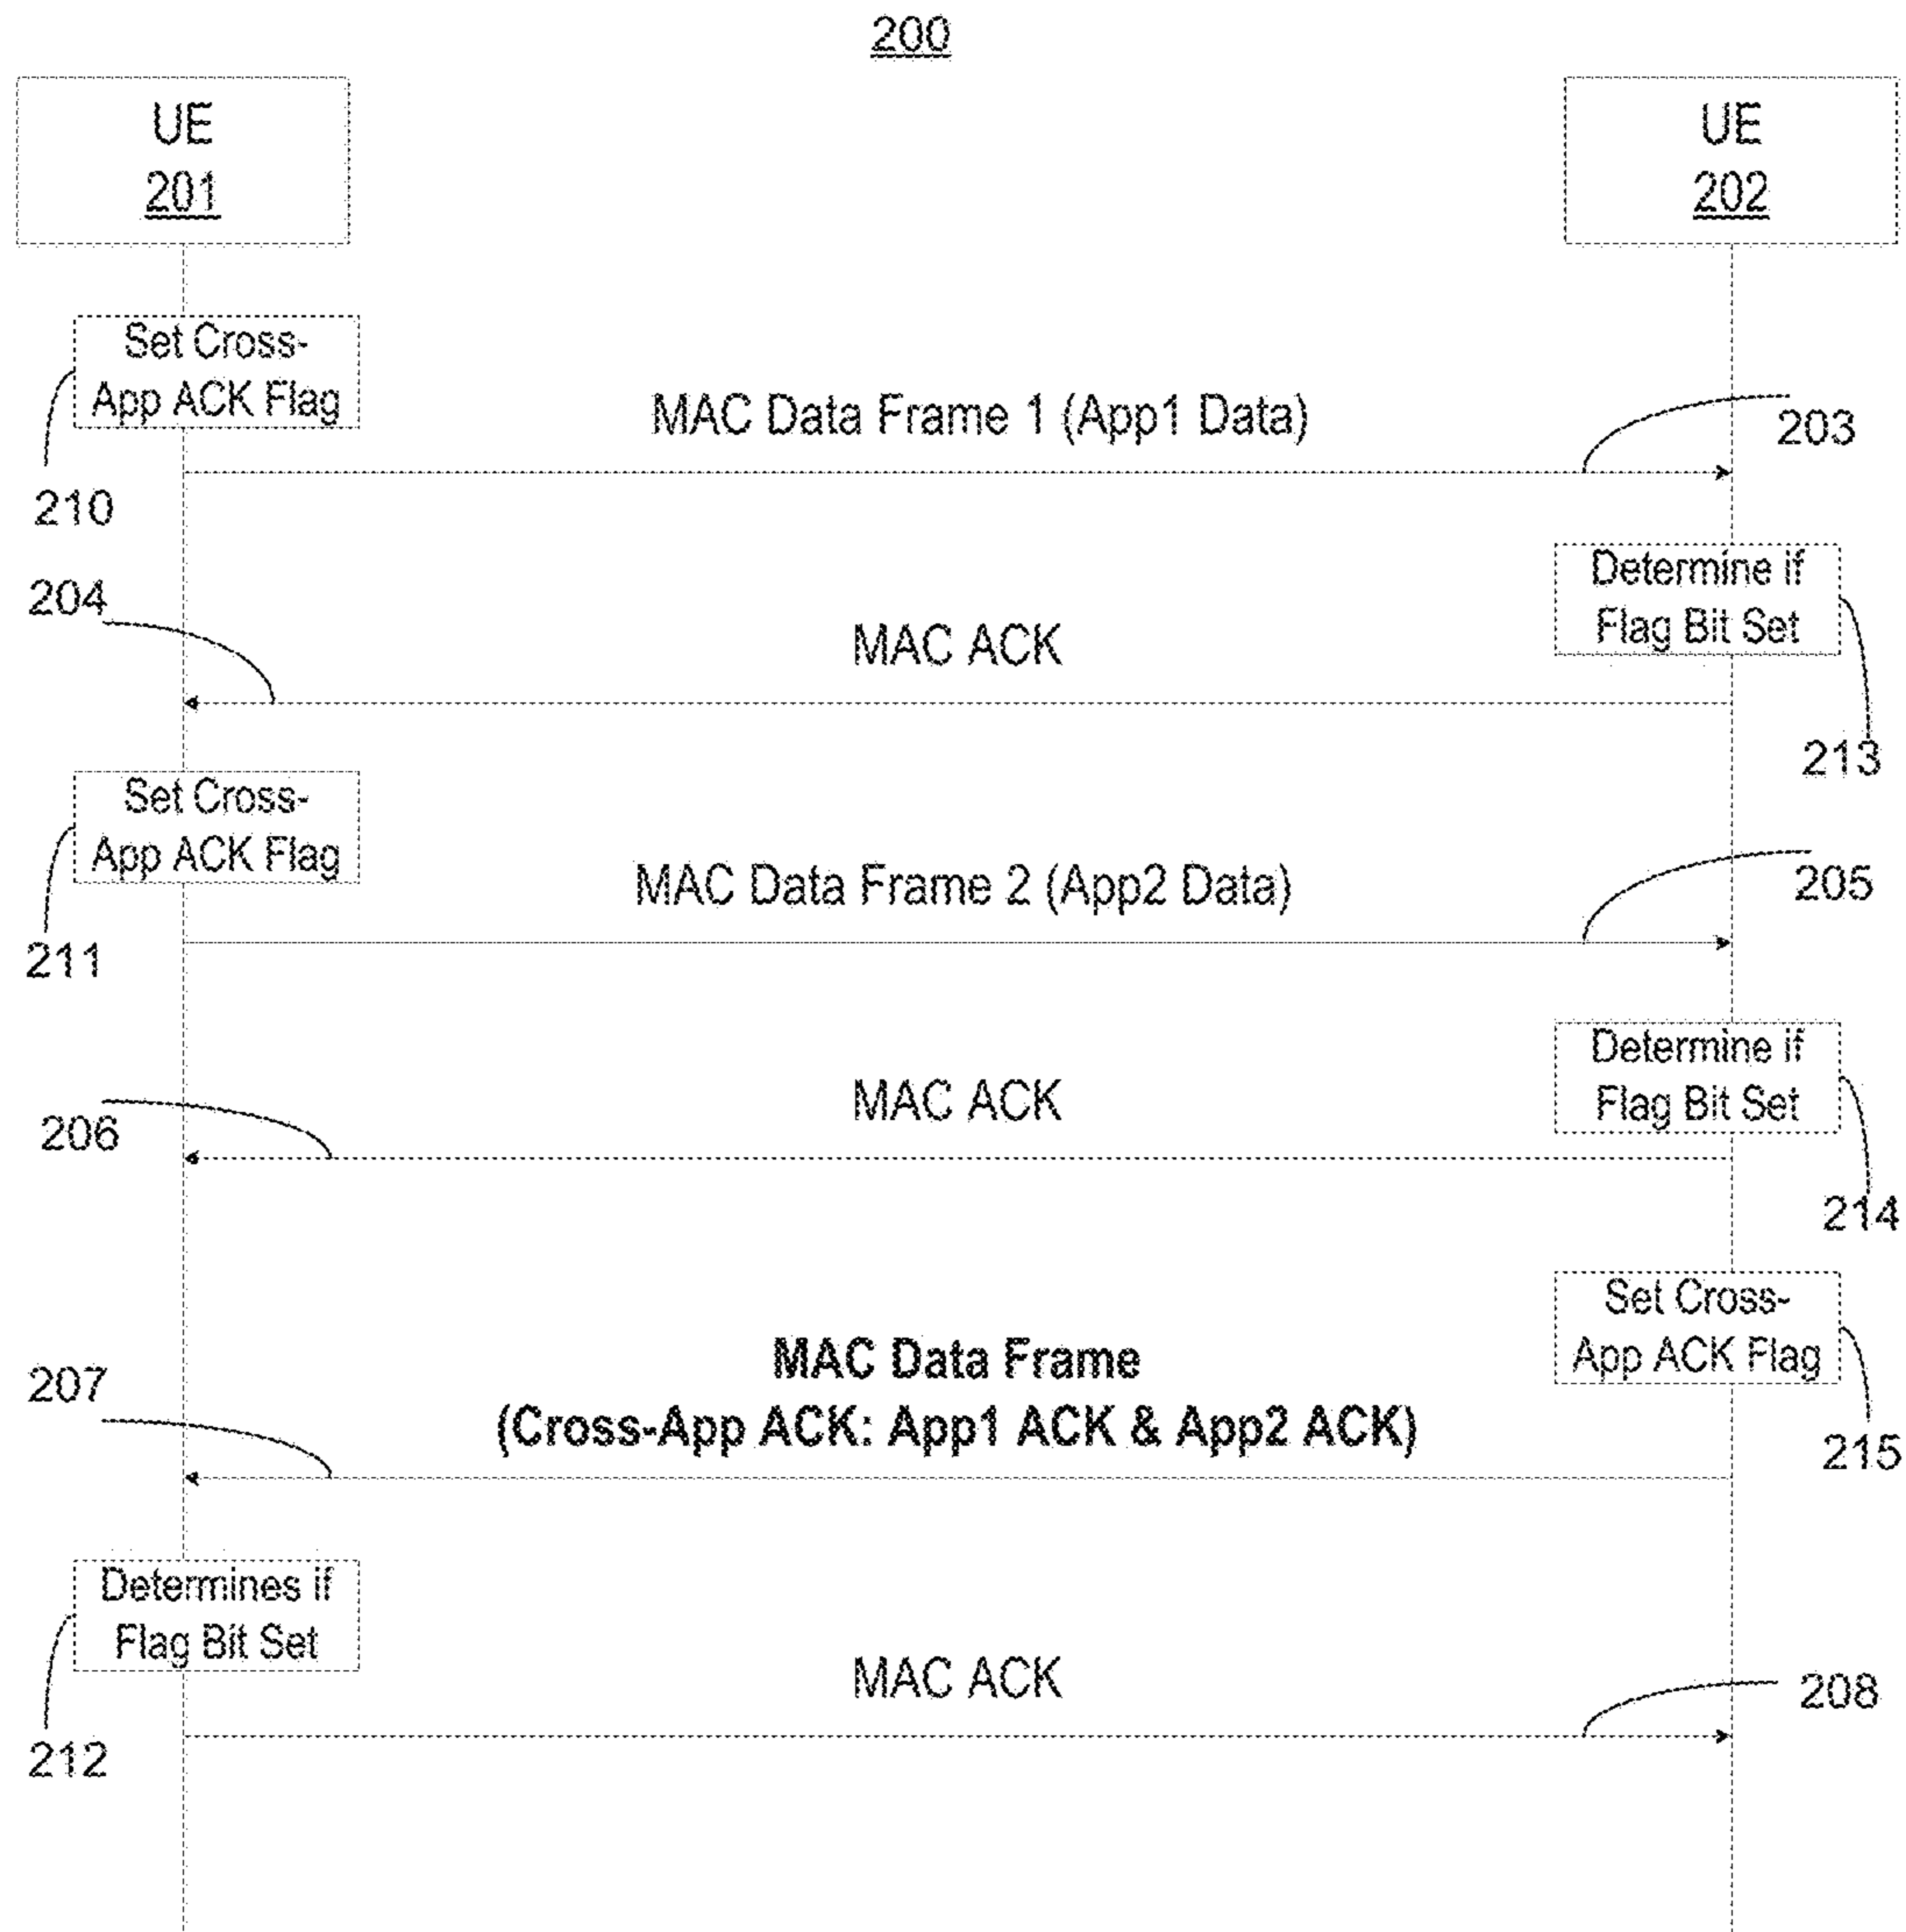 200
UE
201
UE
202
Set Cross-
App ACK Flag
210
MAC Data Frame 1 (App1 Data)
203
Determine if
Flag Bit Set
213
204
MAC ACK
Set Cross-
App ACK Flag
211
MAC Data Frame 2 (App2 Data)
205
Determine if
Flag Bit Set
214
206
MAC ACK
Set Cross-
App ACK Flag
215
207
MAC Data Frame
(Cross-App ACK: App1 ACK & App2 ACK)
Determines if
Flag Bit Set
212
MAC ACK
208